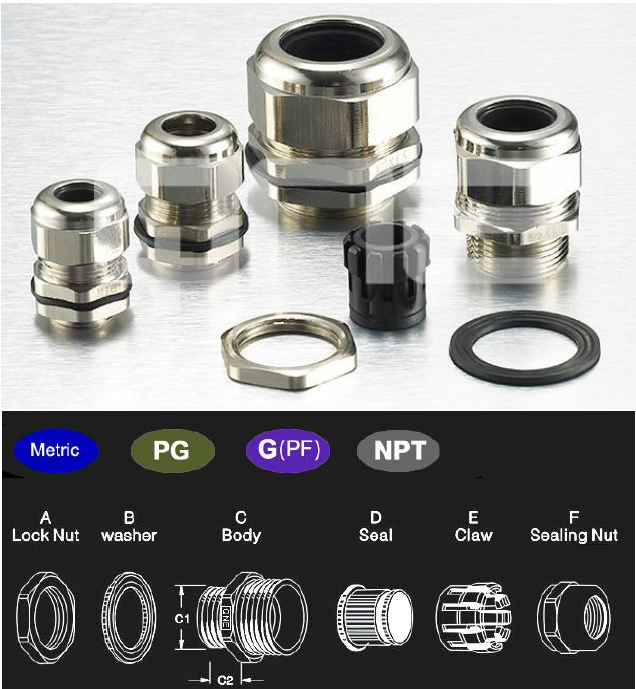 Metric PG G(PF) NPT
A B C D E F
Lock Nut washer Body Seal Claw Sealing Nut
C1
C2